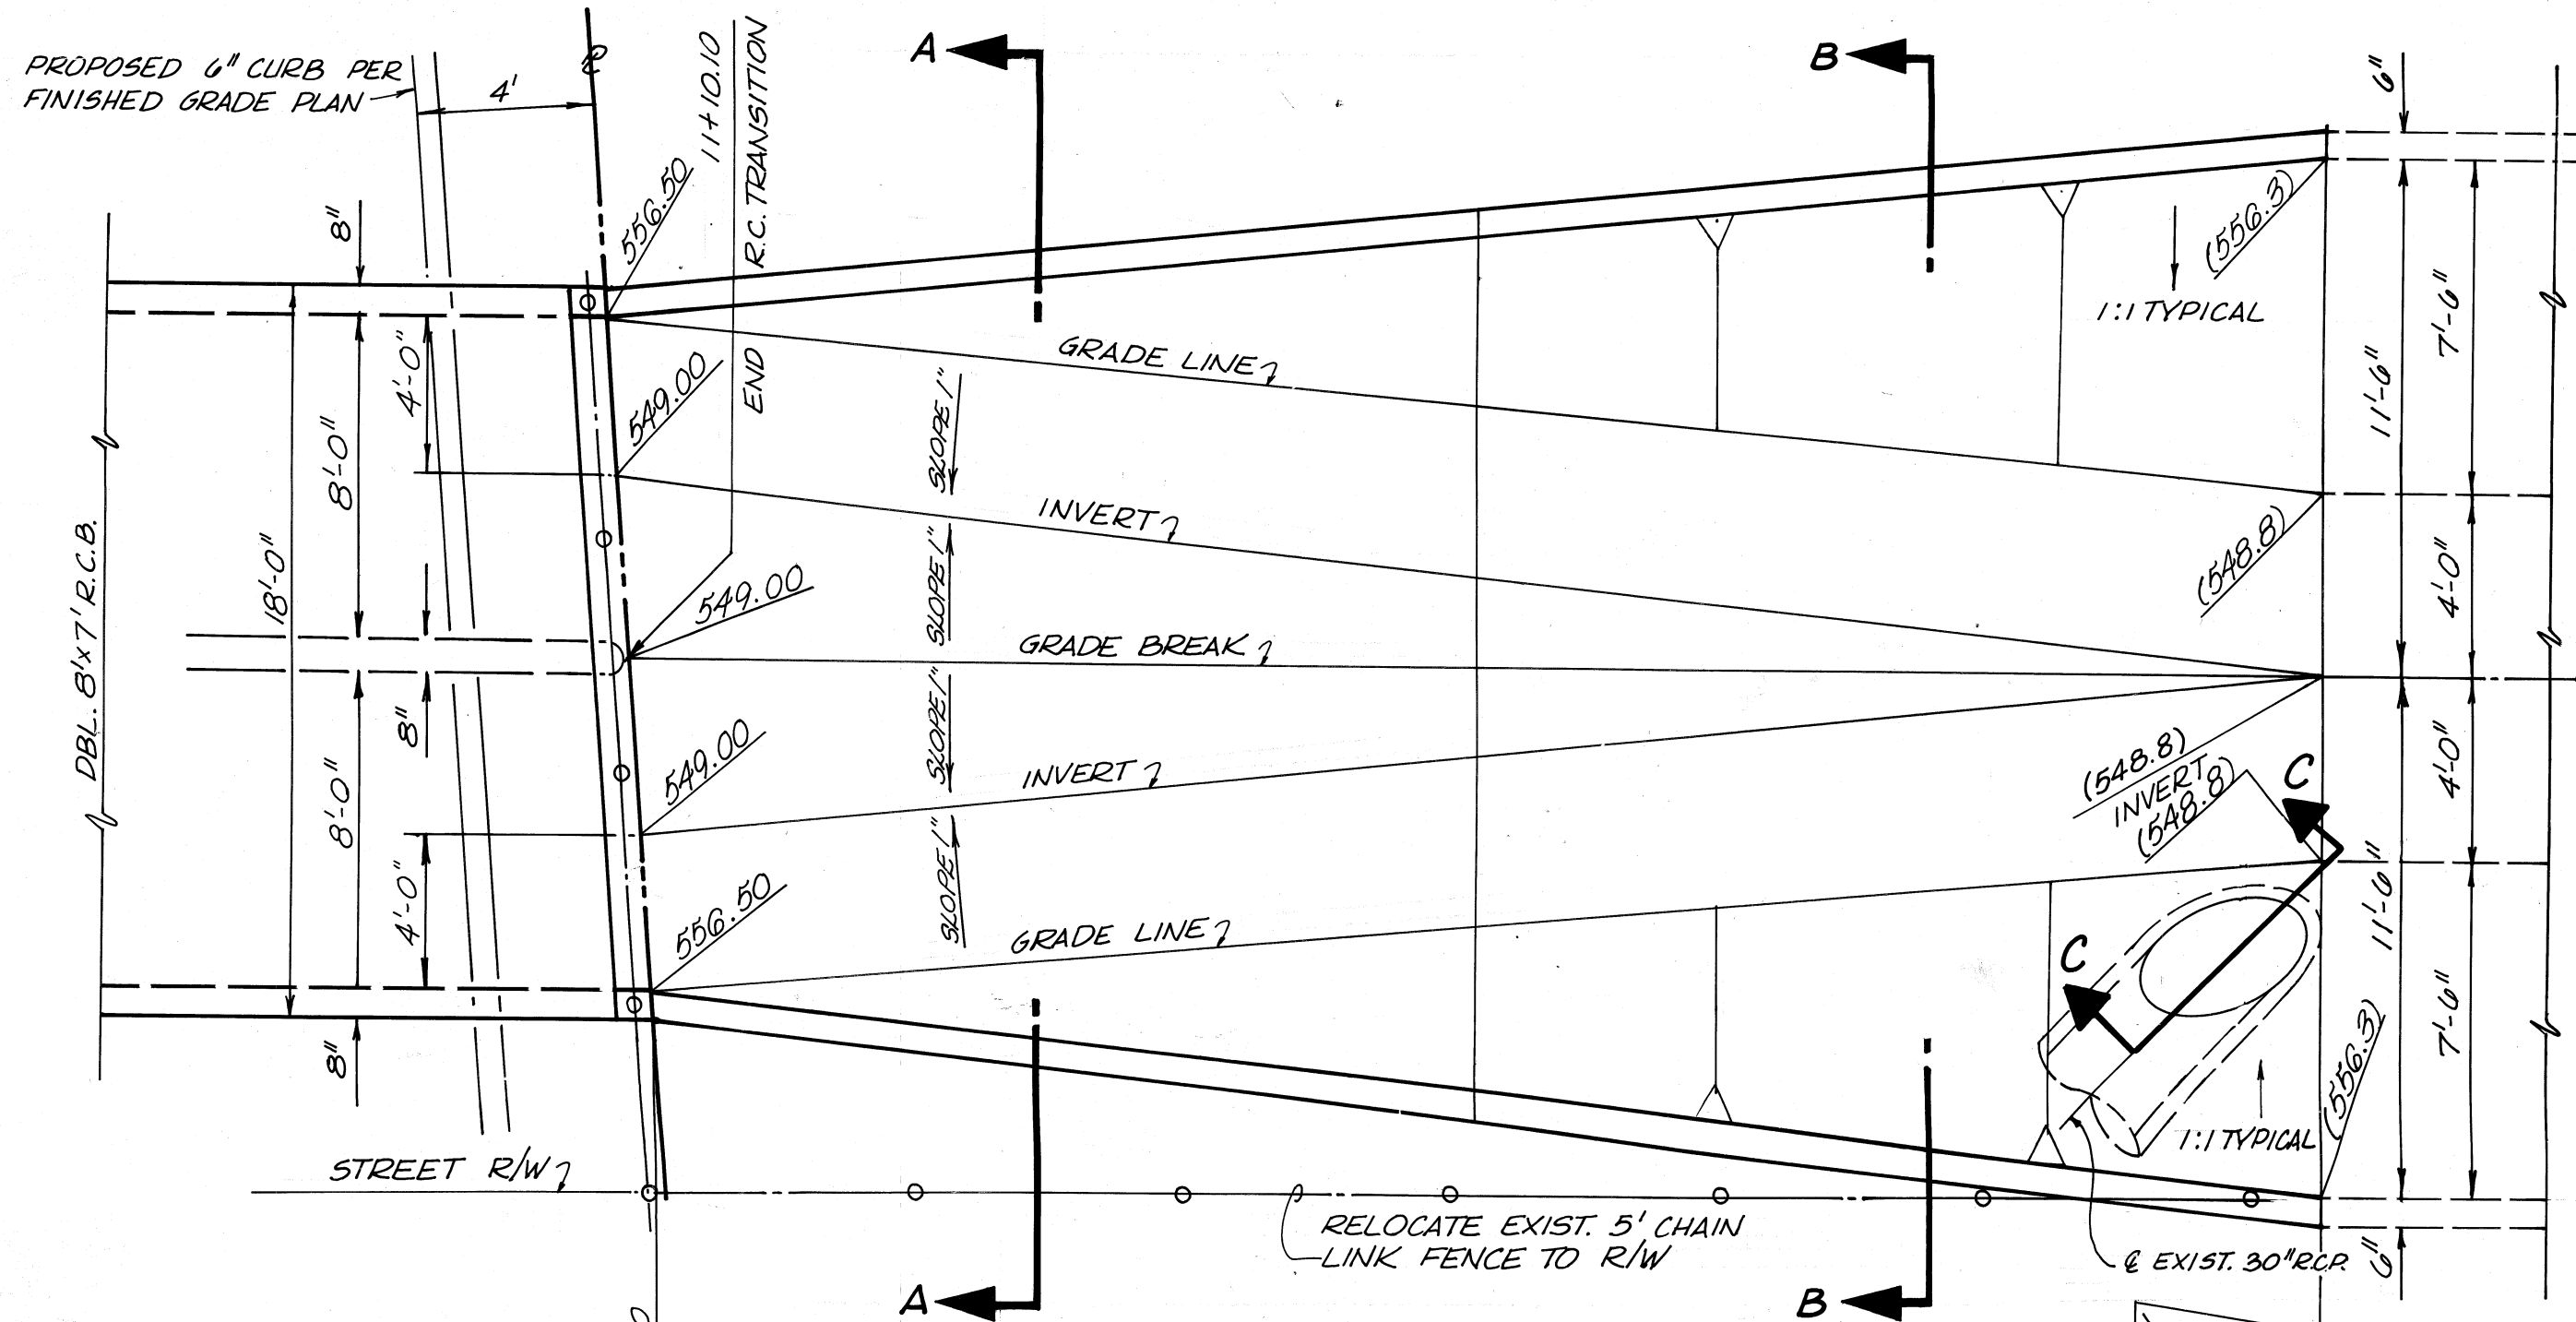 PROPOSED 6" CURB PER
FINISHED GRADE PLAN
4'
℄
11+10.10
END R.C. TRANSITION
A
B
6"
8"
556.50
(556.3)
1:1 TYPICAL
7'-6"
11'-6"
4'-0"
8'-0"
549.00
GRADE LINE
SLOPE 1"
INVERT
(548.8)
4'-0"
DBL. 8'x7' R.C.B.
18'-0"
549.00
SLOPE 1"
GRADE BREAK
8"
SLOPE 1"
549.00
INVERT
(548.8)
INVERT
(548.8)
C
4'-0"
8'-0"
4'-0"
SLOPE 1"
556.50
GRADE LINE
C
11'-6"
7'-6"
8"
(556.3)
1:1 TYPICAL
STREET R/W
RELOCATE EXIST. 5' CHAIN
LINK FENCE TO R/W
℄ EXIST. 30" R.C.P.
6"
A
B